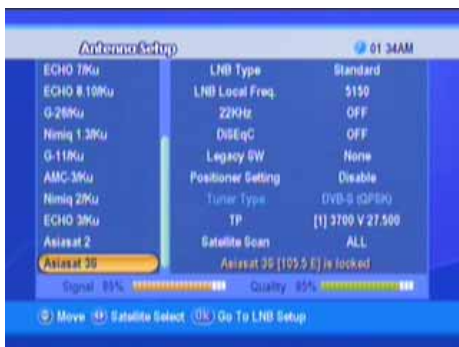 Antenna Setup
01 34AM
ECHO 7/Ku LNB Type Standard
ECHO 8.10/Ku LNB Local Freq. 5150
G-26/Ku 22KHz OFF
Nimiq 1.3/Ku DiSEqC OFF
G-11/Ku Legacy SW None
AMC-3/Ku Positioner Setting Disable
Nimiq 2/Ku Tuner Type DVB-S (QPSK)
ECHO 3/Ku TP [1] 3700 V 27.500
Asiasat 2 Satellite Scan ALL
Asiasat 3S Asiasat 3S [105.5 E] is locked
Signal 85% Quality 85%
Move Satellite Select OK Go To LNB Setup